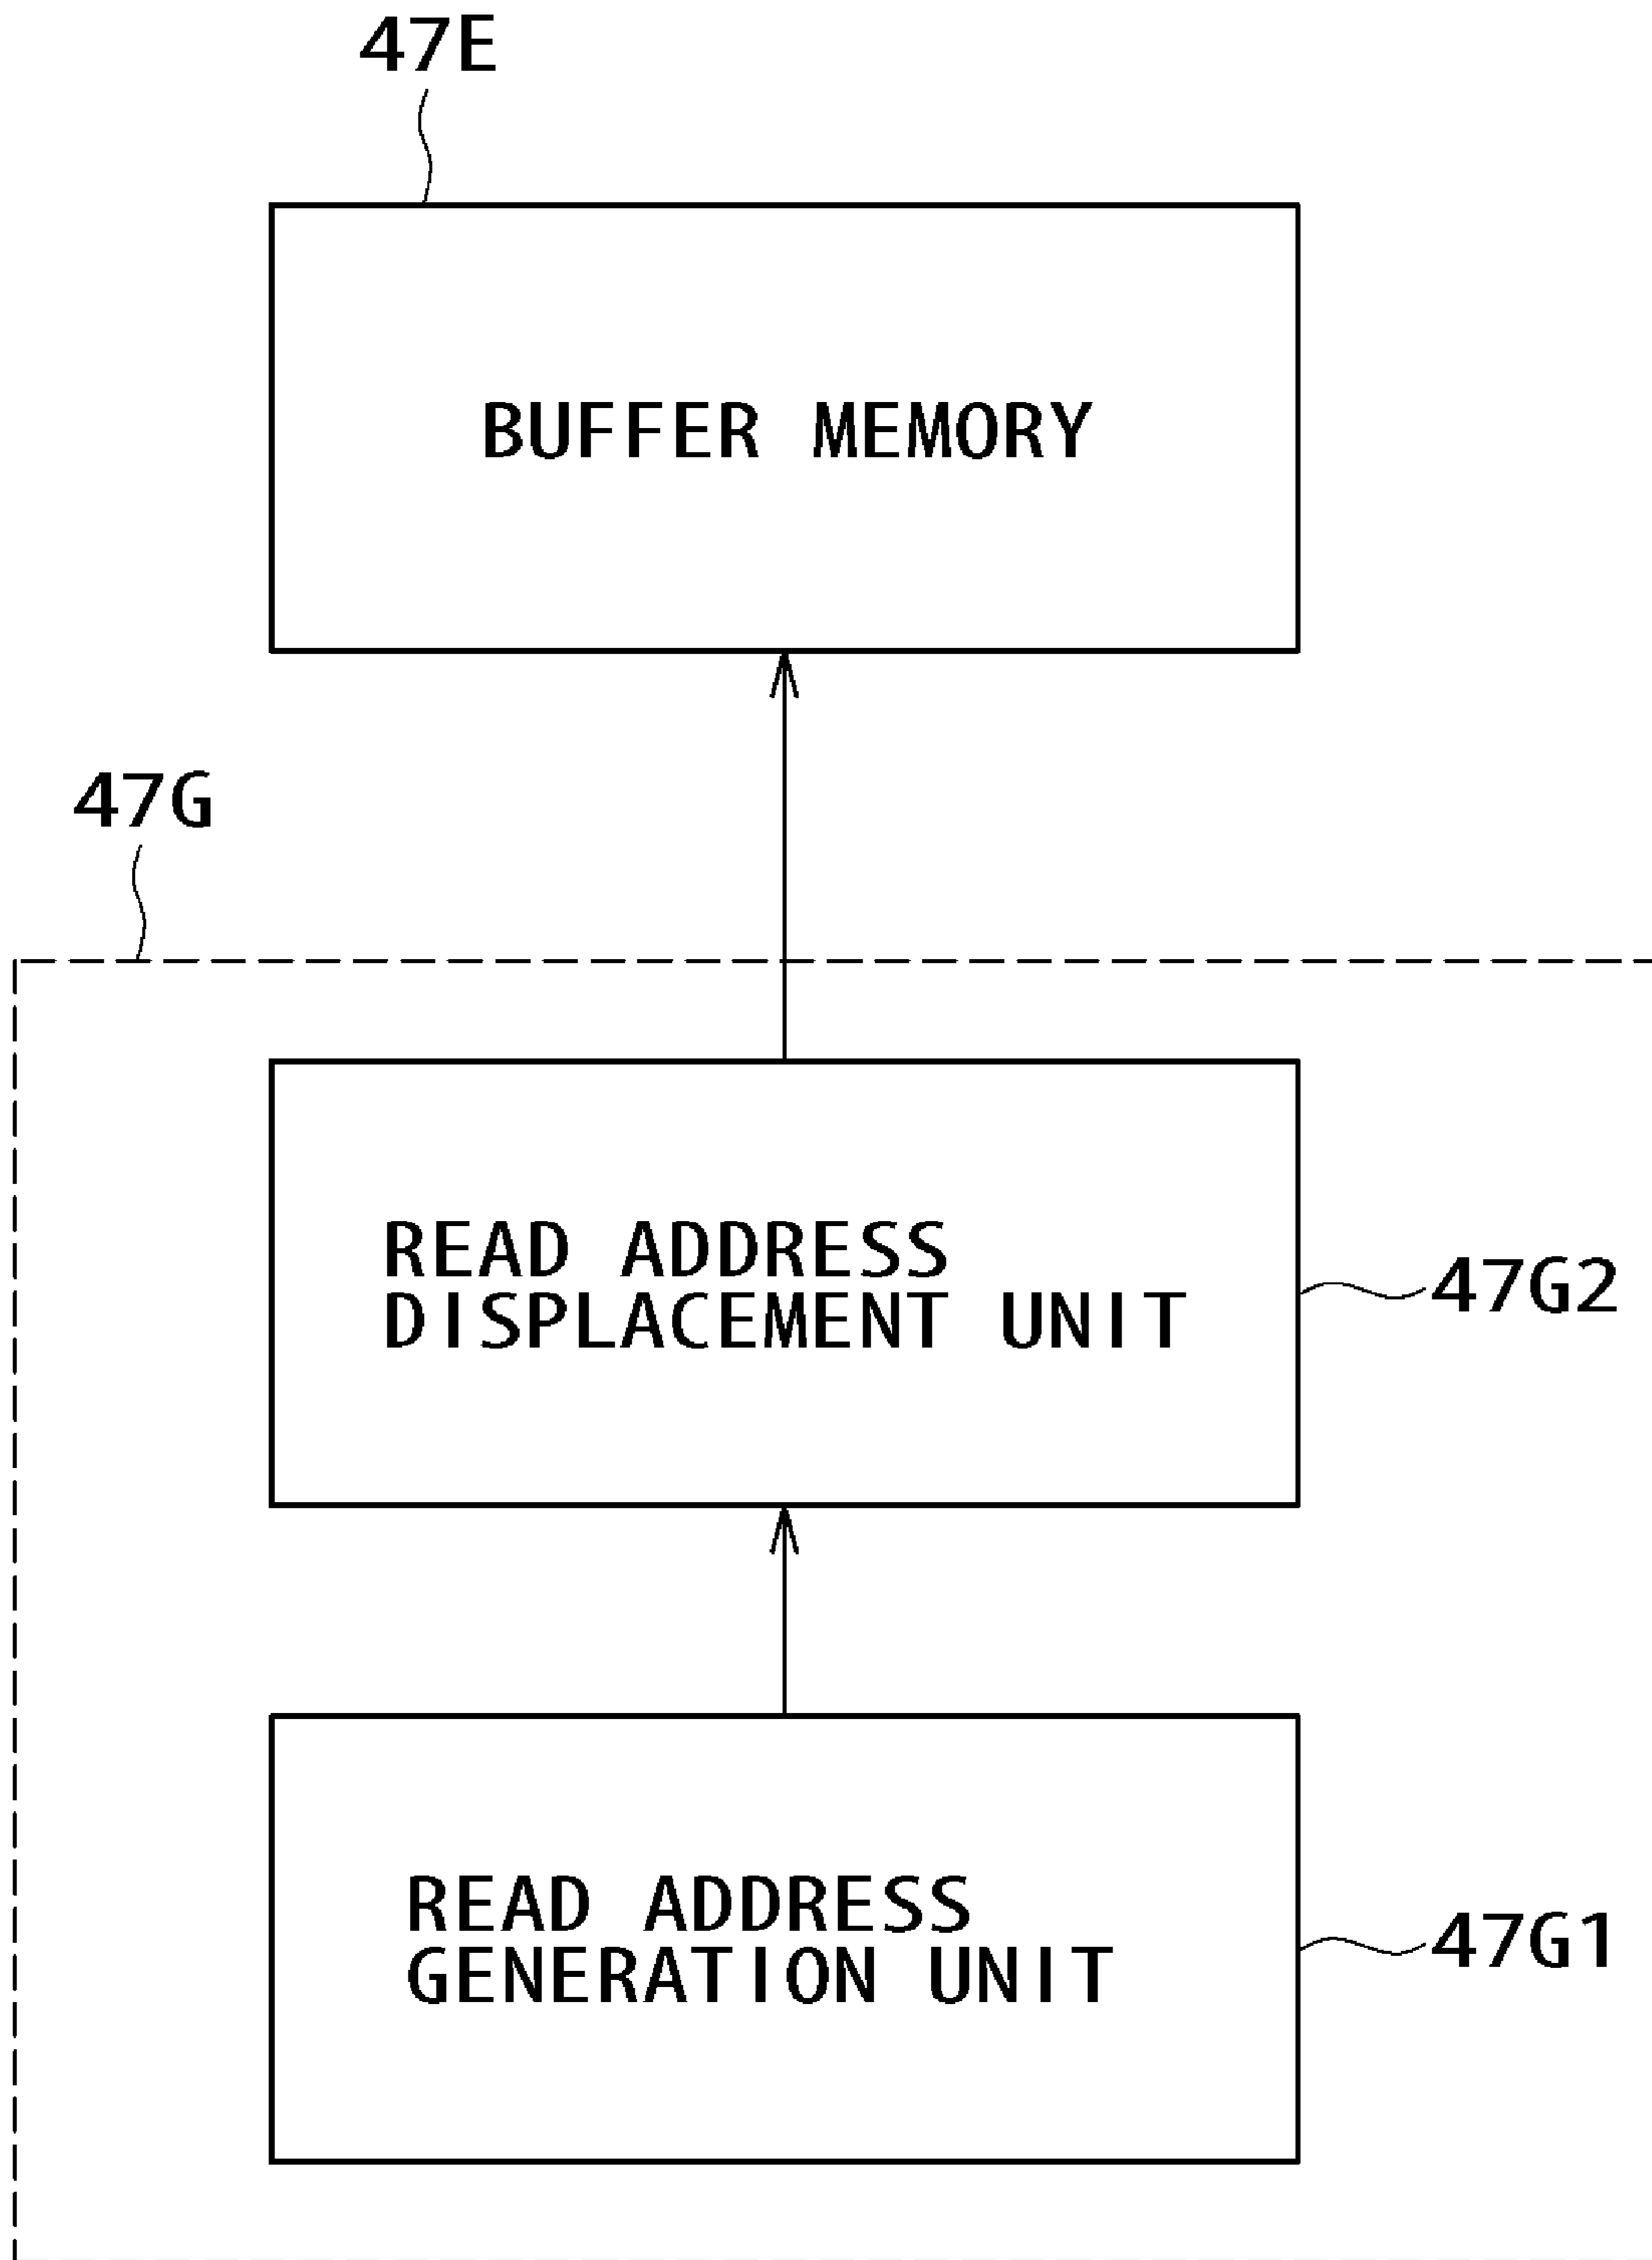 47E
BUFFER MEMORY
47G
READ ADDRESS
DISPLACEMENT UNIT
47G2
READ ADDRESS
GENERATION UNIT
47G1